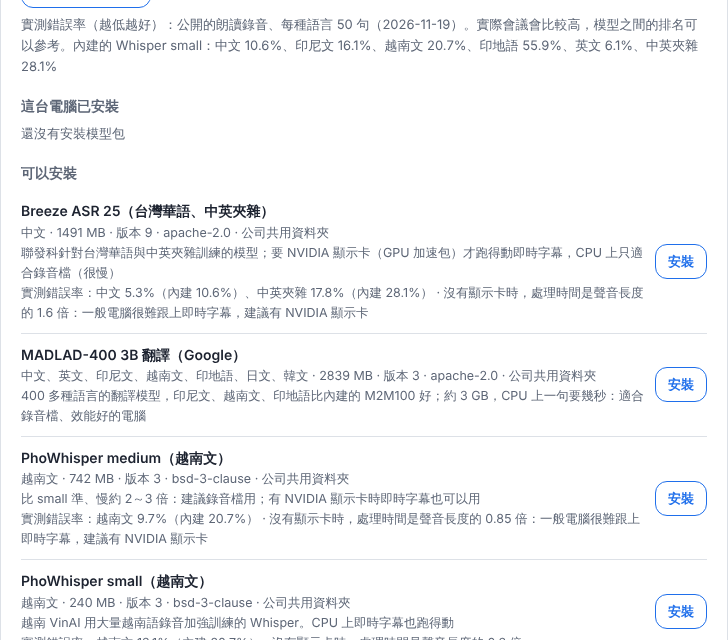 實測錯誤率（越低越好）：公開的朗讀錄音、每種語言 50 句（2026-11-19）。實際會議會比較高，模型之間的排名可
以參考。內建的 Whisper small：中文 10.6%、印尼文 16.1%、越南文 20.7%、印地語 55.9%、英文 6.1%、中英夾雜
28.1%
這台電腦已安裝
還沒有安裝模型包
可以安裝
Breeze ASR 25（台灣華語、中英夾雜）
中文 · 1491 MB · 版本 9 · apache-2.0 · 公司共用資料夾
聯發科針對台灣華語與中英夾雜訓練的模型；要 NVIDIA 顯示卡（GPU 加速包）才跑得動即時字幕，CPU 上只適
合錄音檔（很慢）
安裝
實測錯誤率：中文 5.3%（內建 10.6%）、中英夾雜 17.8%（內建 28.1%） · 沒有顯示卡時，處理時間是聲音長度
的 1.6 倍：一般電腦很難跟上即時字幕，建議有 NVIDIA 顯示卡
MADLAD-400 3B 翻譯（Google）
中文、英文、印尼文、越南文、印地語、日文、韓文 · 2839 MB · 版本 3 · apache-2.0 · 公司共用資料夾
400 多種語言的翻譯模型，印尼文、越南文、印地語比內建的 M2M100 好；約 3 GB，CPU 上一句要幾秒：適合
錄音檔、效能好的電腦
安裝
PhoWhisper medium（越南文）
越南文 · 742 MB · 版本 3 · bsd-3-clause · 公司共用資料夾
比 small 準、慢約 2～3 倍：建議錄音檔用；有 NVIDIA 顯示卡時即時字幕也可以用
安裝
實測錯誤率：越南文 9.7%（內建 20.7%） · 沒有顯示卡時，處理時間是聲音長度的 0.85 倍：一般電腦很難跟上
即時字幕，建議有 NVIDIA 顯示卡
PhoWhisper small（越南文）
越南文 · 240 MB · 版本 3 · bsd-3-clause · 公司共用資料夾
越南 VinAI 用大量越南語錄音加強訓練的 Whisper。CPU 上即時字幕也跑得動
安裝